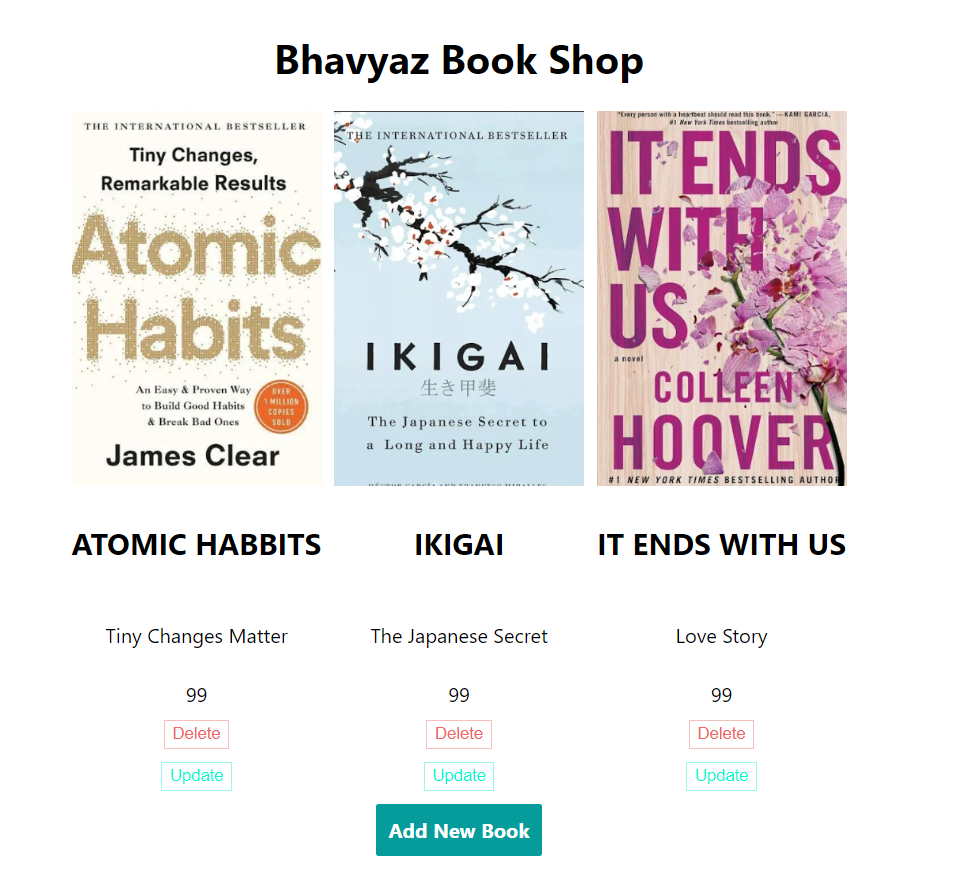 Bhavyaz Book Shop
THE INTERNATIONAL BESTSELLER
Tiny Changes,
Remarkable Results
Atomic
Habits
An Easy & Proven Way
to Build Good Habits
& Break Bad Ones
OVER
1 MILLION
COPIES
SOLD
James Clear
THE INTERNATIONAL BESTSELLER
IKIGAI
生き甲斐
The Japanese Secret to
a Long and Happy Life
HÉCTOR GARCÍA AND FRANCESC MIRALLES
"Every person with a heartbeat should read this book." —KAMI GARCIA,
#1 New York Times bestselling author
IT ENDS
WITH
US
a novel
COLLEEN
HOOVER
#1 NEW YORK TIMES BESTSELLING AUTHOR
ATOMIC HABBITS
IKIGAI
IT ENDS WITH US
Tiny Changes Matter
The Japanese Secret
Love Story
99
99
99
Delete
Delete
Delete
Update
Update
Update
Add New Book